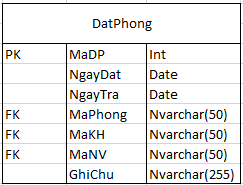 DatPhong
PK MaDP Int
NgayDat Date
NgayTra Date
FK MaPhong Nvarchar(50)
FK MaKH Nvarchar(50)
FK MaNV Nvarchar(50)
GhiChu Nvarchar(255)